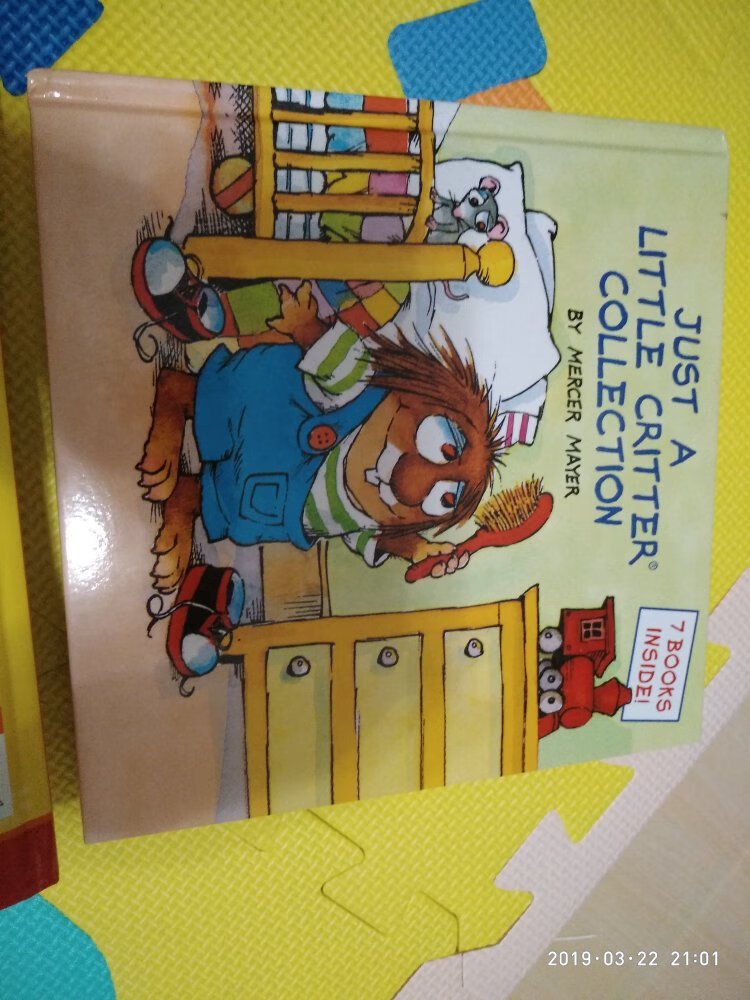 JUST A
LITTLE CRITTER®
COLLECTION
BY MERCER MAYER
7 BOOKS
INSIDE!
2019·03·22 21:01